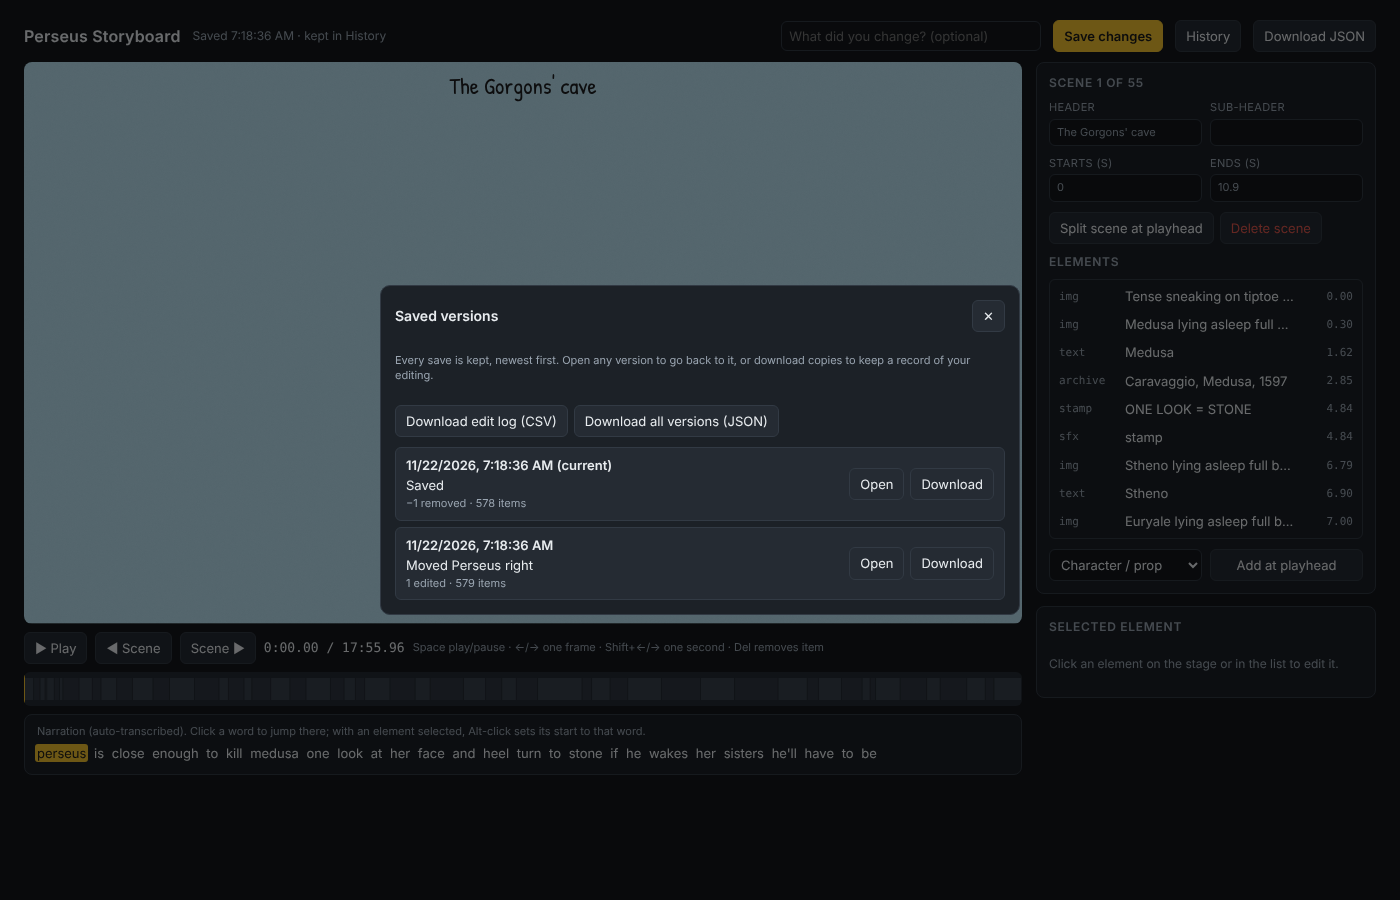 Perseus Storyboard
Saved 7:18:36 AM · kept in History
What did you change? (optional)
Save changes
History
Download JSON
The Gorgons' cave
Saved versions
×
Every save is kept, newest first. Open any version to go back to it, or download copies to keep a record of your
editing.
Download edit log (CSV)
Download all versions (JSON)
11/22/2026, 7:18:36 AM (current)
Saved
−1 removed · 578 items
Open
Download
11/22/2026, 7:18:36 AM
Moved Perseus right
1 edited · 579 items
Open
Download
▶ Play
◀ Scene
Scene ▶
0:00.00 / 17:55.96
Space play/pause · ←/→ one frame · Shift+←/→ one second · Del removes item
Narration (auto-transcribed). Click a word to jump there; with an element selected, Alt-click sets its start to that word.
perseus is close enough to kill medusa one look at her face and heel turn to stone if he wakes her sisters he'll have to be
SCENE 1 OF 55
HEADER
SUB-HEADER
The Gorgons' cave
STARTS (S)
ENDS (S)
0
10.9
Split scene at playhead
Delete scene
ELEMENTS
img Tense sneaking on tiptoe ... 0.00
img Medusa lying asleep full ... 0.30
text Medusa 1.62
archive Caravaggio, Medusa, 1597 2.85
stamp ONE LOOK = STONE 4.84
sfx stamp 4.84
img Stheno lying asleep full b... 6.79
text Stheno 6.90
img Euryale lying asleep full b... 7.00
Character / prop
Add at playhead
SELECTED ELEMENT
Click an element on the stage or in the list to edit it.